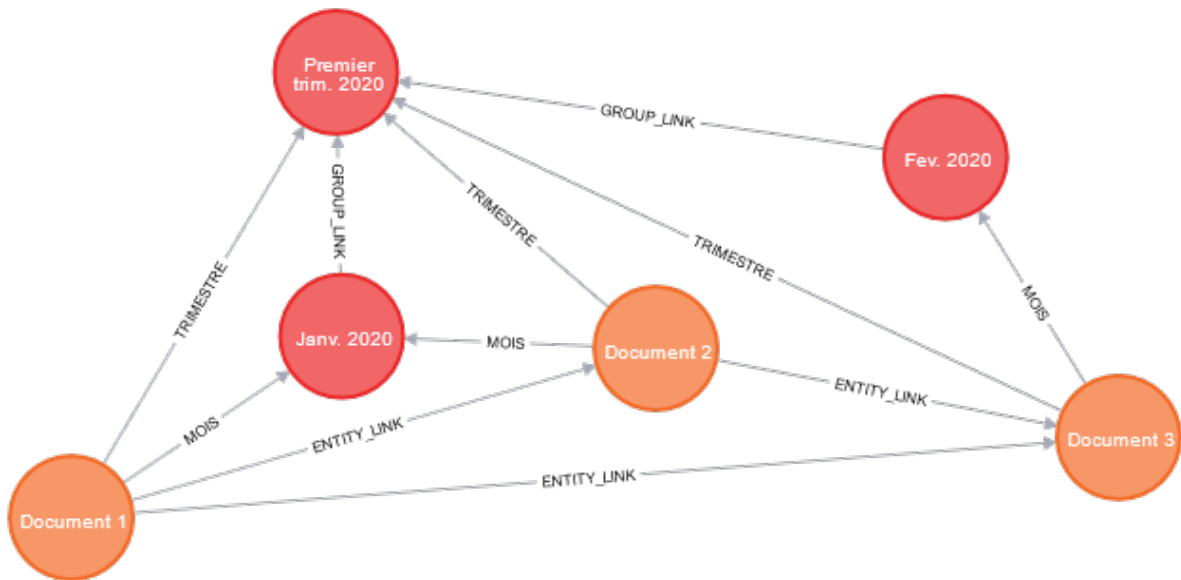 Premier
trim. 2020
GROUP_LINK
Fev. 2020
GROUP_LINK
TRIMESTRE
TRIMESTRE
TRIMESTRE
MOIS
Janv. 2020
MOIS
Document 2
ENTITY_LINK
MOIS
ENTITY_LINK
Document 3
ENTITY_LINK
Document 1